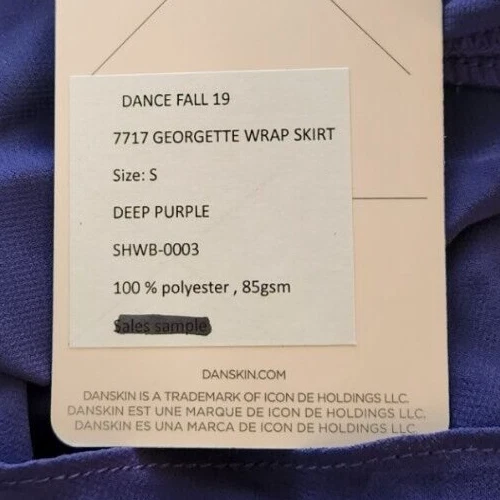 DANCE FALL 19
7717 GEORGETTE WRAP SKIRT
Size: S
DEEP PURPLE
SHWB-0003
100 % polyester , 85gsm
Sales sample
DANSKIN.COM
DANSKIN IS A TRADEMARK OF ICON DE HOLDINGS LLC.
DANSKIN EST UNE MARQUE DE ICON DE HOLDINGS LLC.
DANSKIN ES UNA MARCA DE ICON DE HOLDINGS LLC.